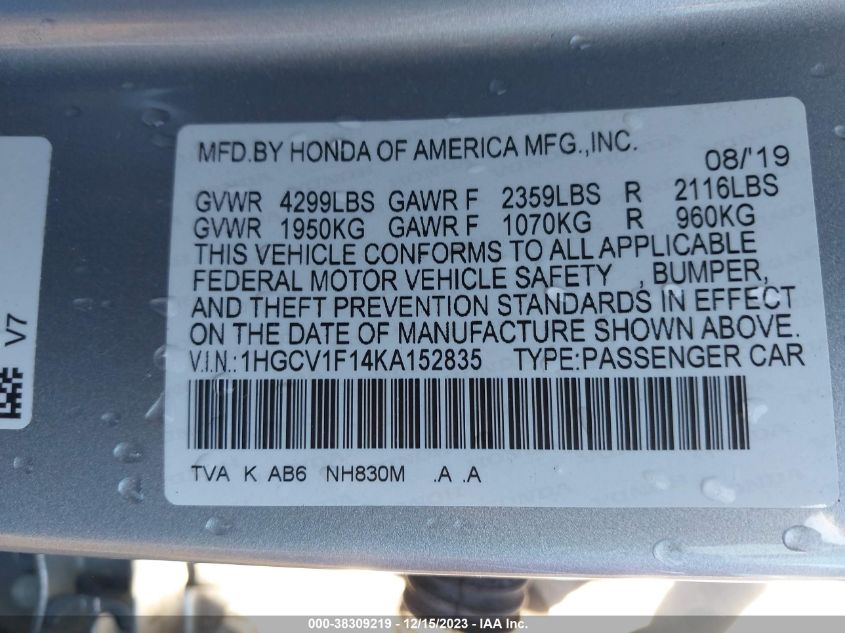 MFD.BY HONDA OF AMERICA MFG.,INC. 08/'19
GVWR 4299LBS GAWR F 2359LBS R 2116LBS
GVWR 1950KG GAWR F 1070KG R 960KG
THIS VEHICLE CONFORMS TO ALL APPLICABLE
FEDERAL MOTOR VEHICLE SAFETY , BUMPER,
AND THEFT PREVENTION STANDARDS IN EFFECT
ON THE DATE OF MANUFACTURE SHOWN ABOVE.
V.I.N.:1HGCV1F14KA152835 TYPE:PASSENGER CAR
TVA K AB6 NH830M .A .A
V7
000-38309219 - 12/15/2023 - IAA Inc.